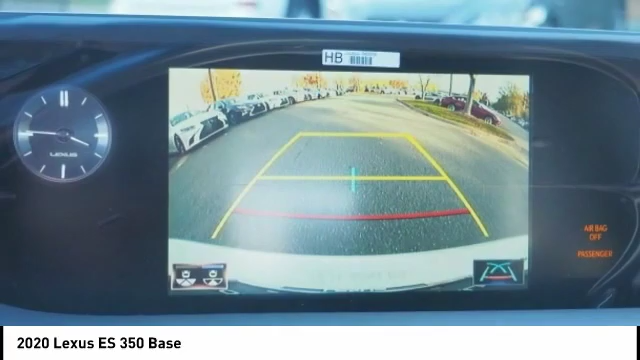 HB
LEXUS
AIR BAG
OFF
PASSENGER
2020 Lexus ES 350 Base